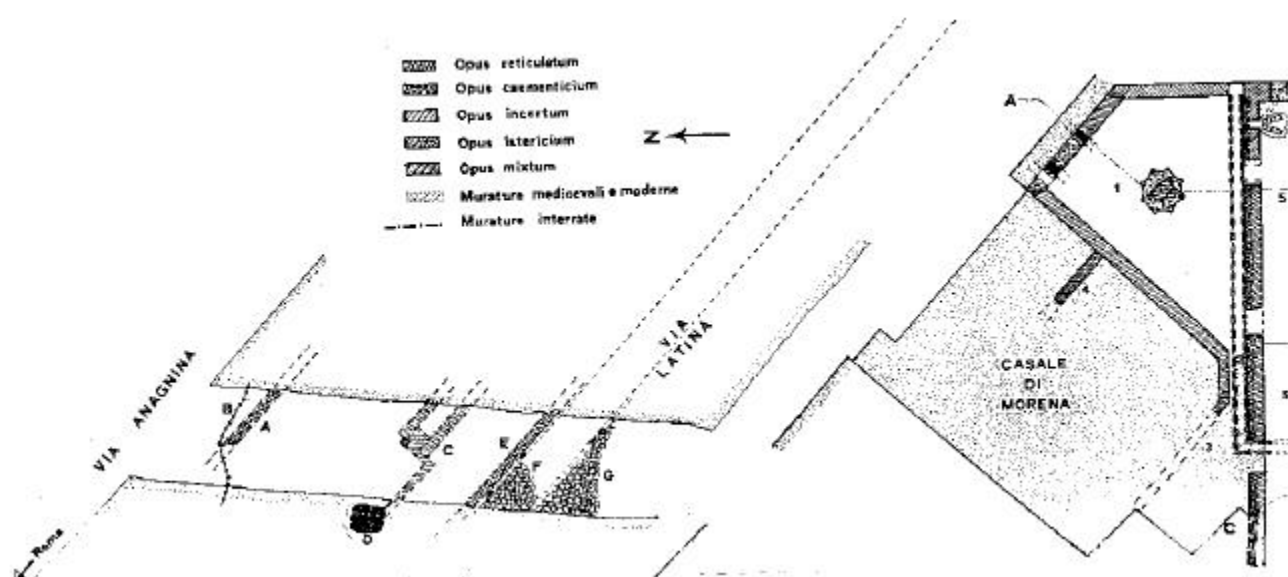 Opus reticulatum
Opus caementicium
Opus incertum
Opus latericium
Opus mixtum
Murature medioevali e moderne
Murature interrate
N
VIA ANAGNINA
Roma
B
A
C
D
E
F
G
VIA
LATINA
A
1
S
4
CASALE
DI
MORENA
C